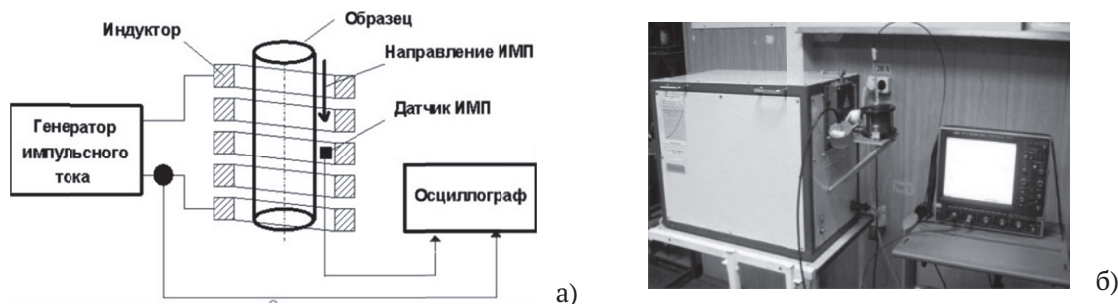 Образец
Индуктор
Направление ИМП
Датчик ИМП
Генератор
импульсного
тока
Осциллограф
а)
б)